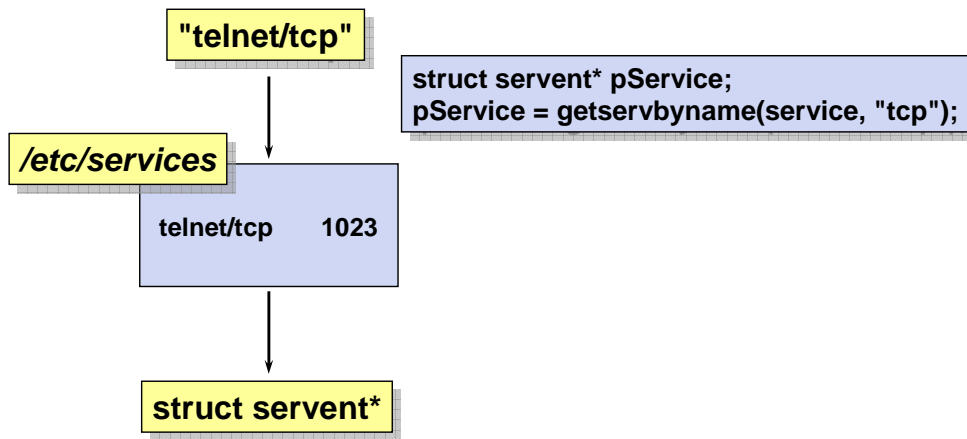 "telnet/tcp"
struct servent* pService;
pService = getservbyname(service, "tcp");
/etc/services
telnet/tcp 1023
struct servent*